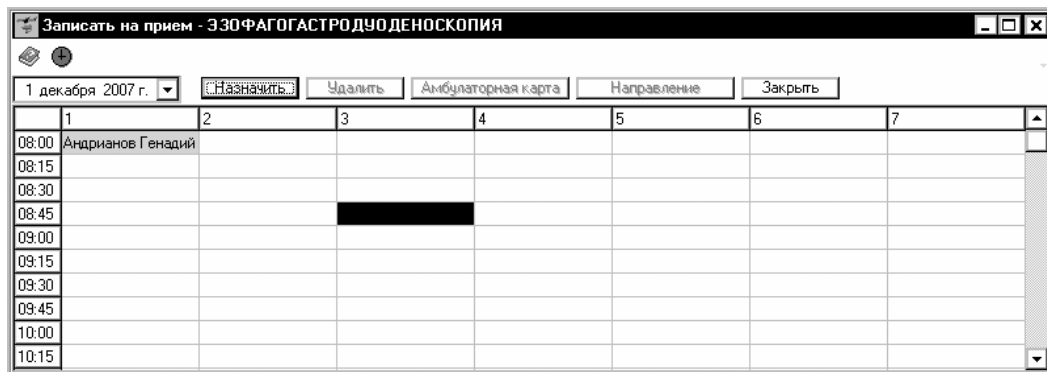 Записать на прием - ЭЗОФАГОГАСТРОДУОДЕНОСКОПИЯ
1 декабря 2007 г. Назначить Удалить Амбулаторная карта Направление Закрыть
1 2 3 4 5 6 7
08:00 Андрианов Генадий
08:15
08:30
08:45
09:00
09:15
09:30
09:45
10:00
10:15